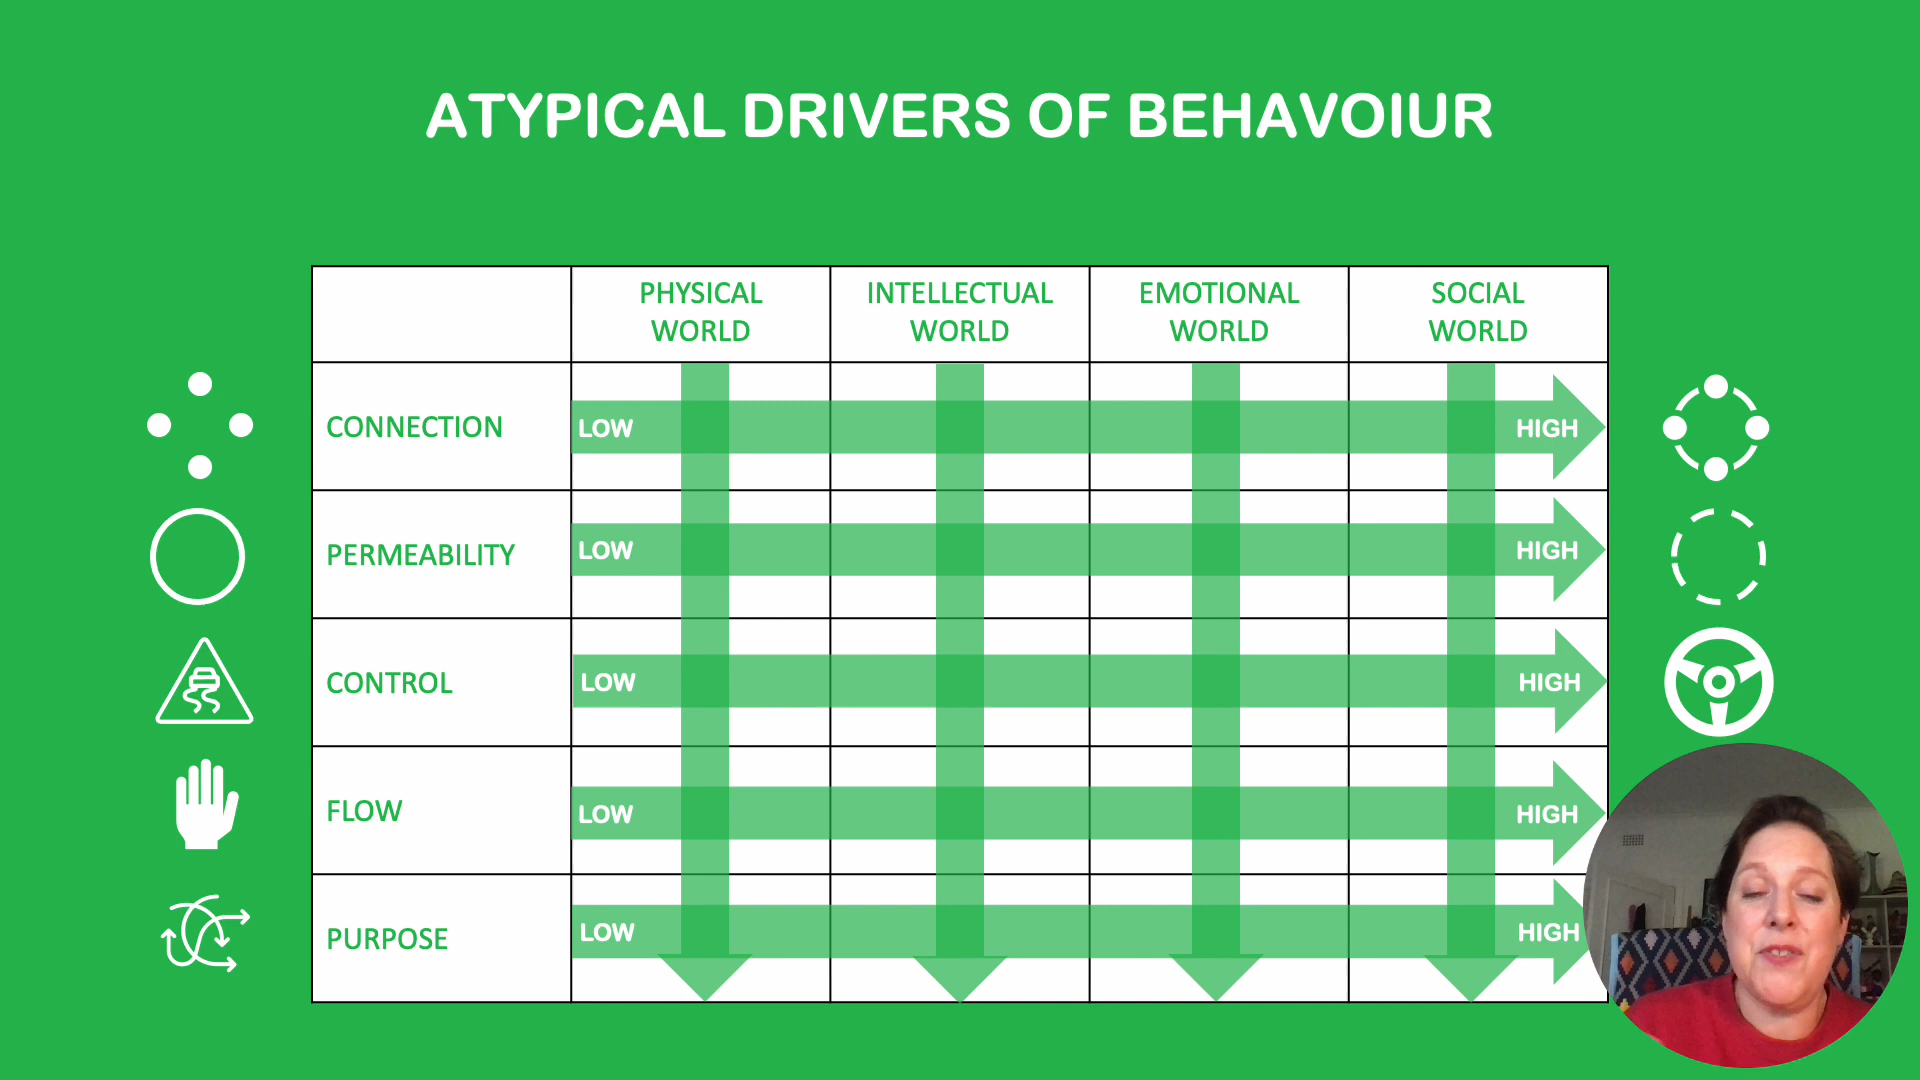 ATYPICAL DRIVERS OF BEHAVOIUR
PHYSICAL WORLD
INTELLECTUAL WORLD
EMOTIONAL WORLD
SOCIAL WORLD
CONNECTION
LOW
HIGH
PERMEABILITY
LOW
HIGH
CONTROL
LOW
HIGH
FLOW
LOW
HIGH
PURPOSE
LOW
HIGH